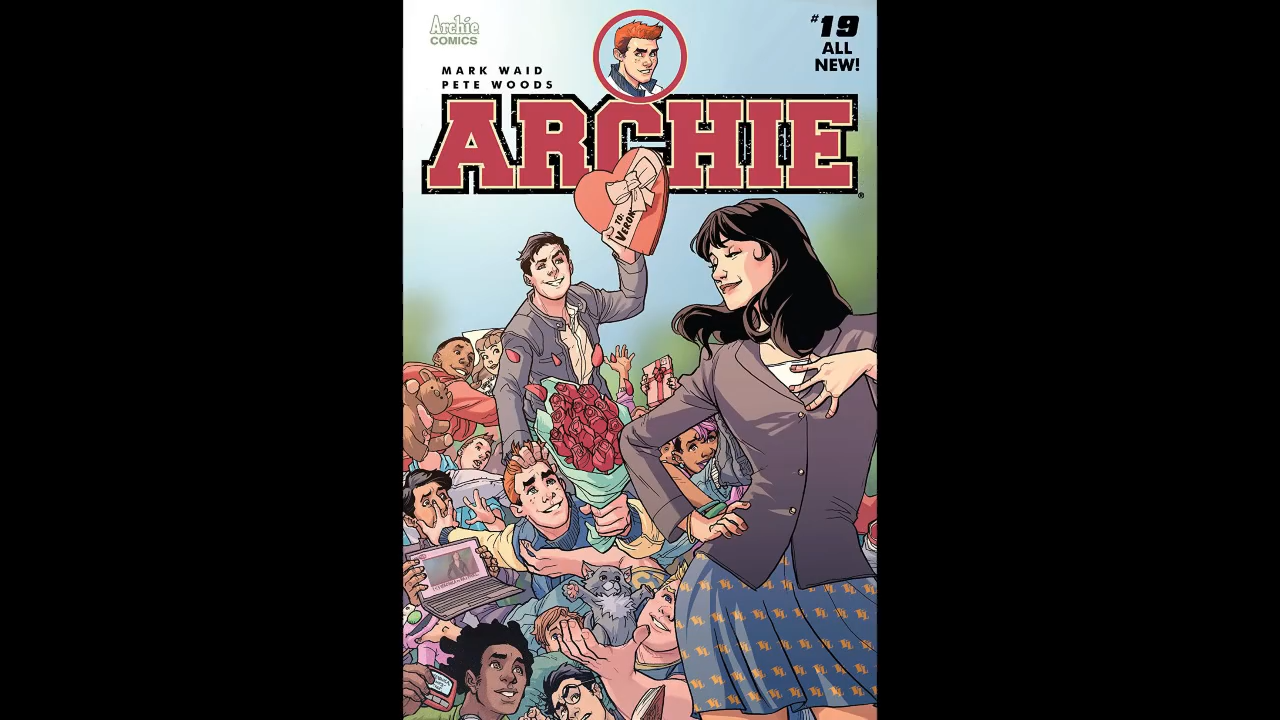 Archie
COMICS
#19
ALL
NEW!
MARK WAID
PETE WOODS
ARCHIE
TO:
VERON